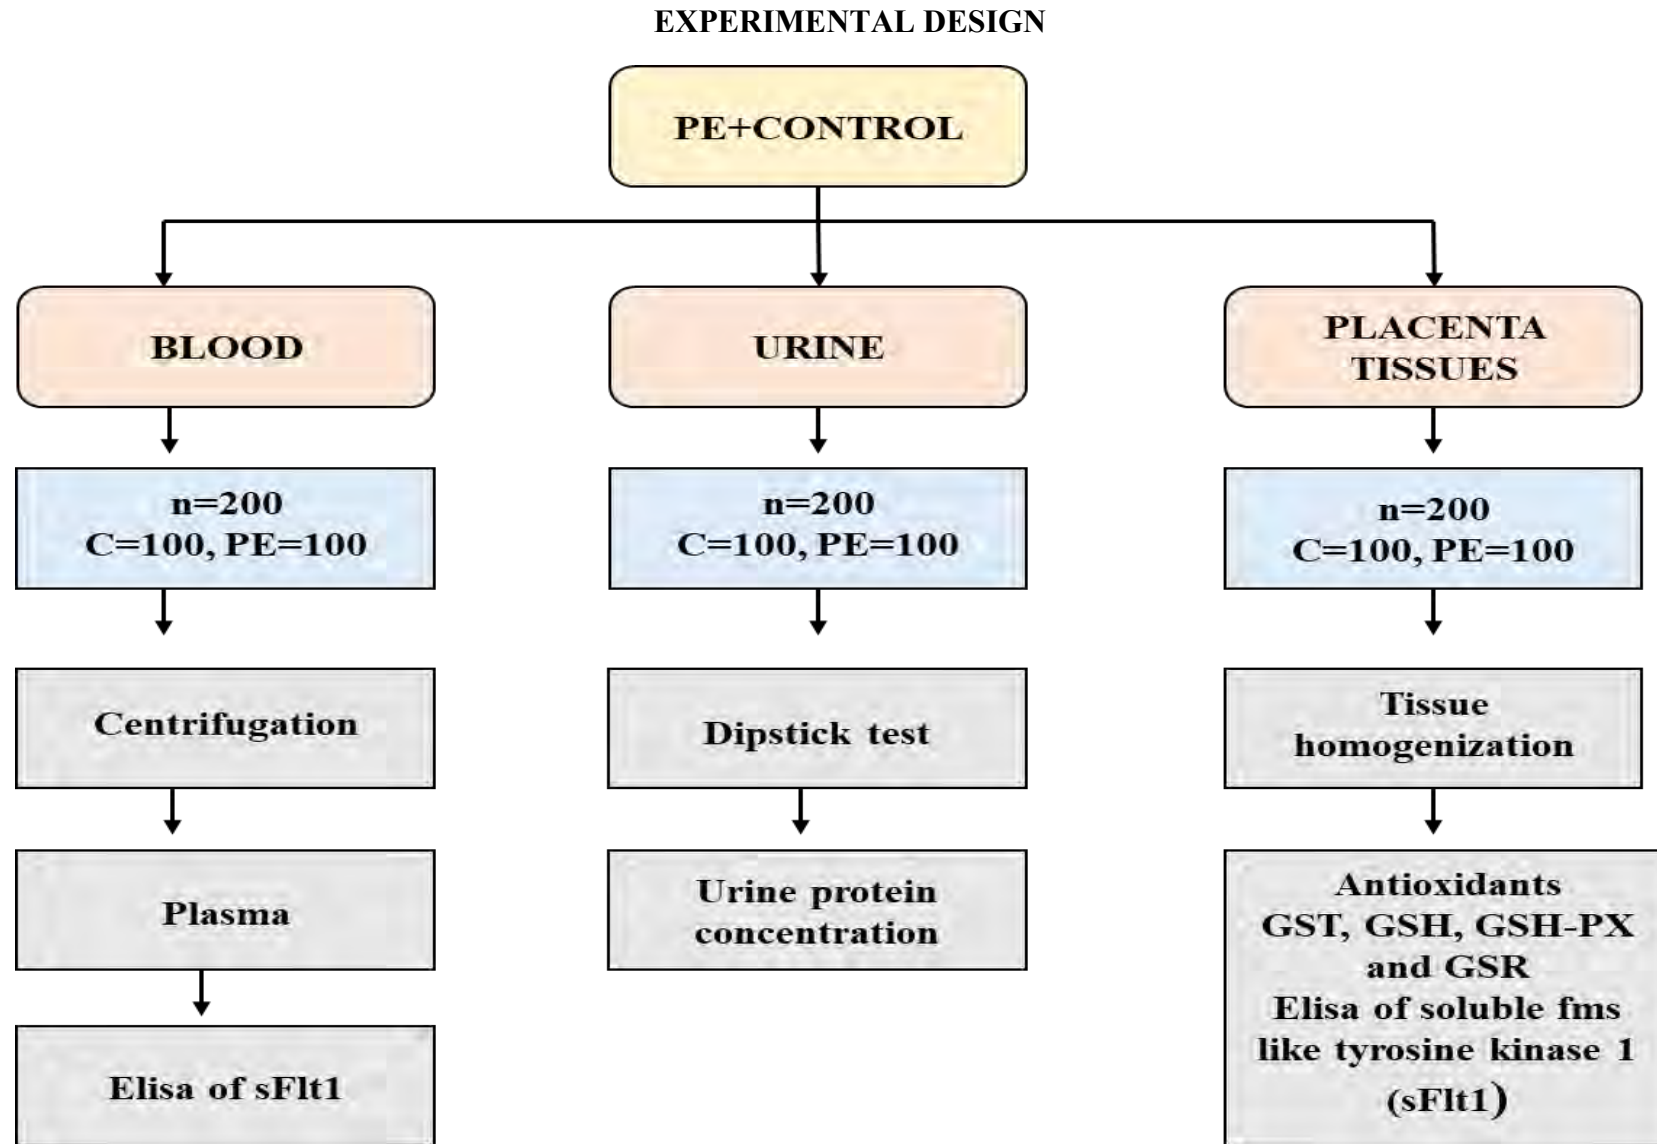 EXPERIMENTAL DESIGN
PE+CONTROL
BLOOD
URINE
PLACENTA
TISSUES
n=200
C=100, PE=100
n=200
C=100, PE=100
n=200
C=100, PE=100
Centrifugation
Dipstick test
Tissue
homogenization
Plasma
Urine protein
concentration
Antioxidants
GST, GSH, GSH-PX
and GSR
Elisa of soluble fms
like tyrosine kinase 1
(sFlt1)
Elisa of sFlt1